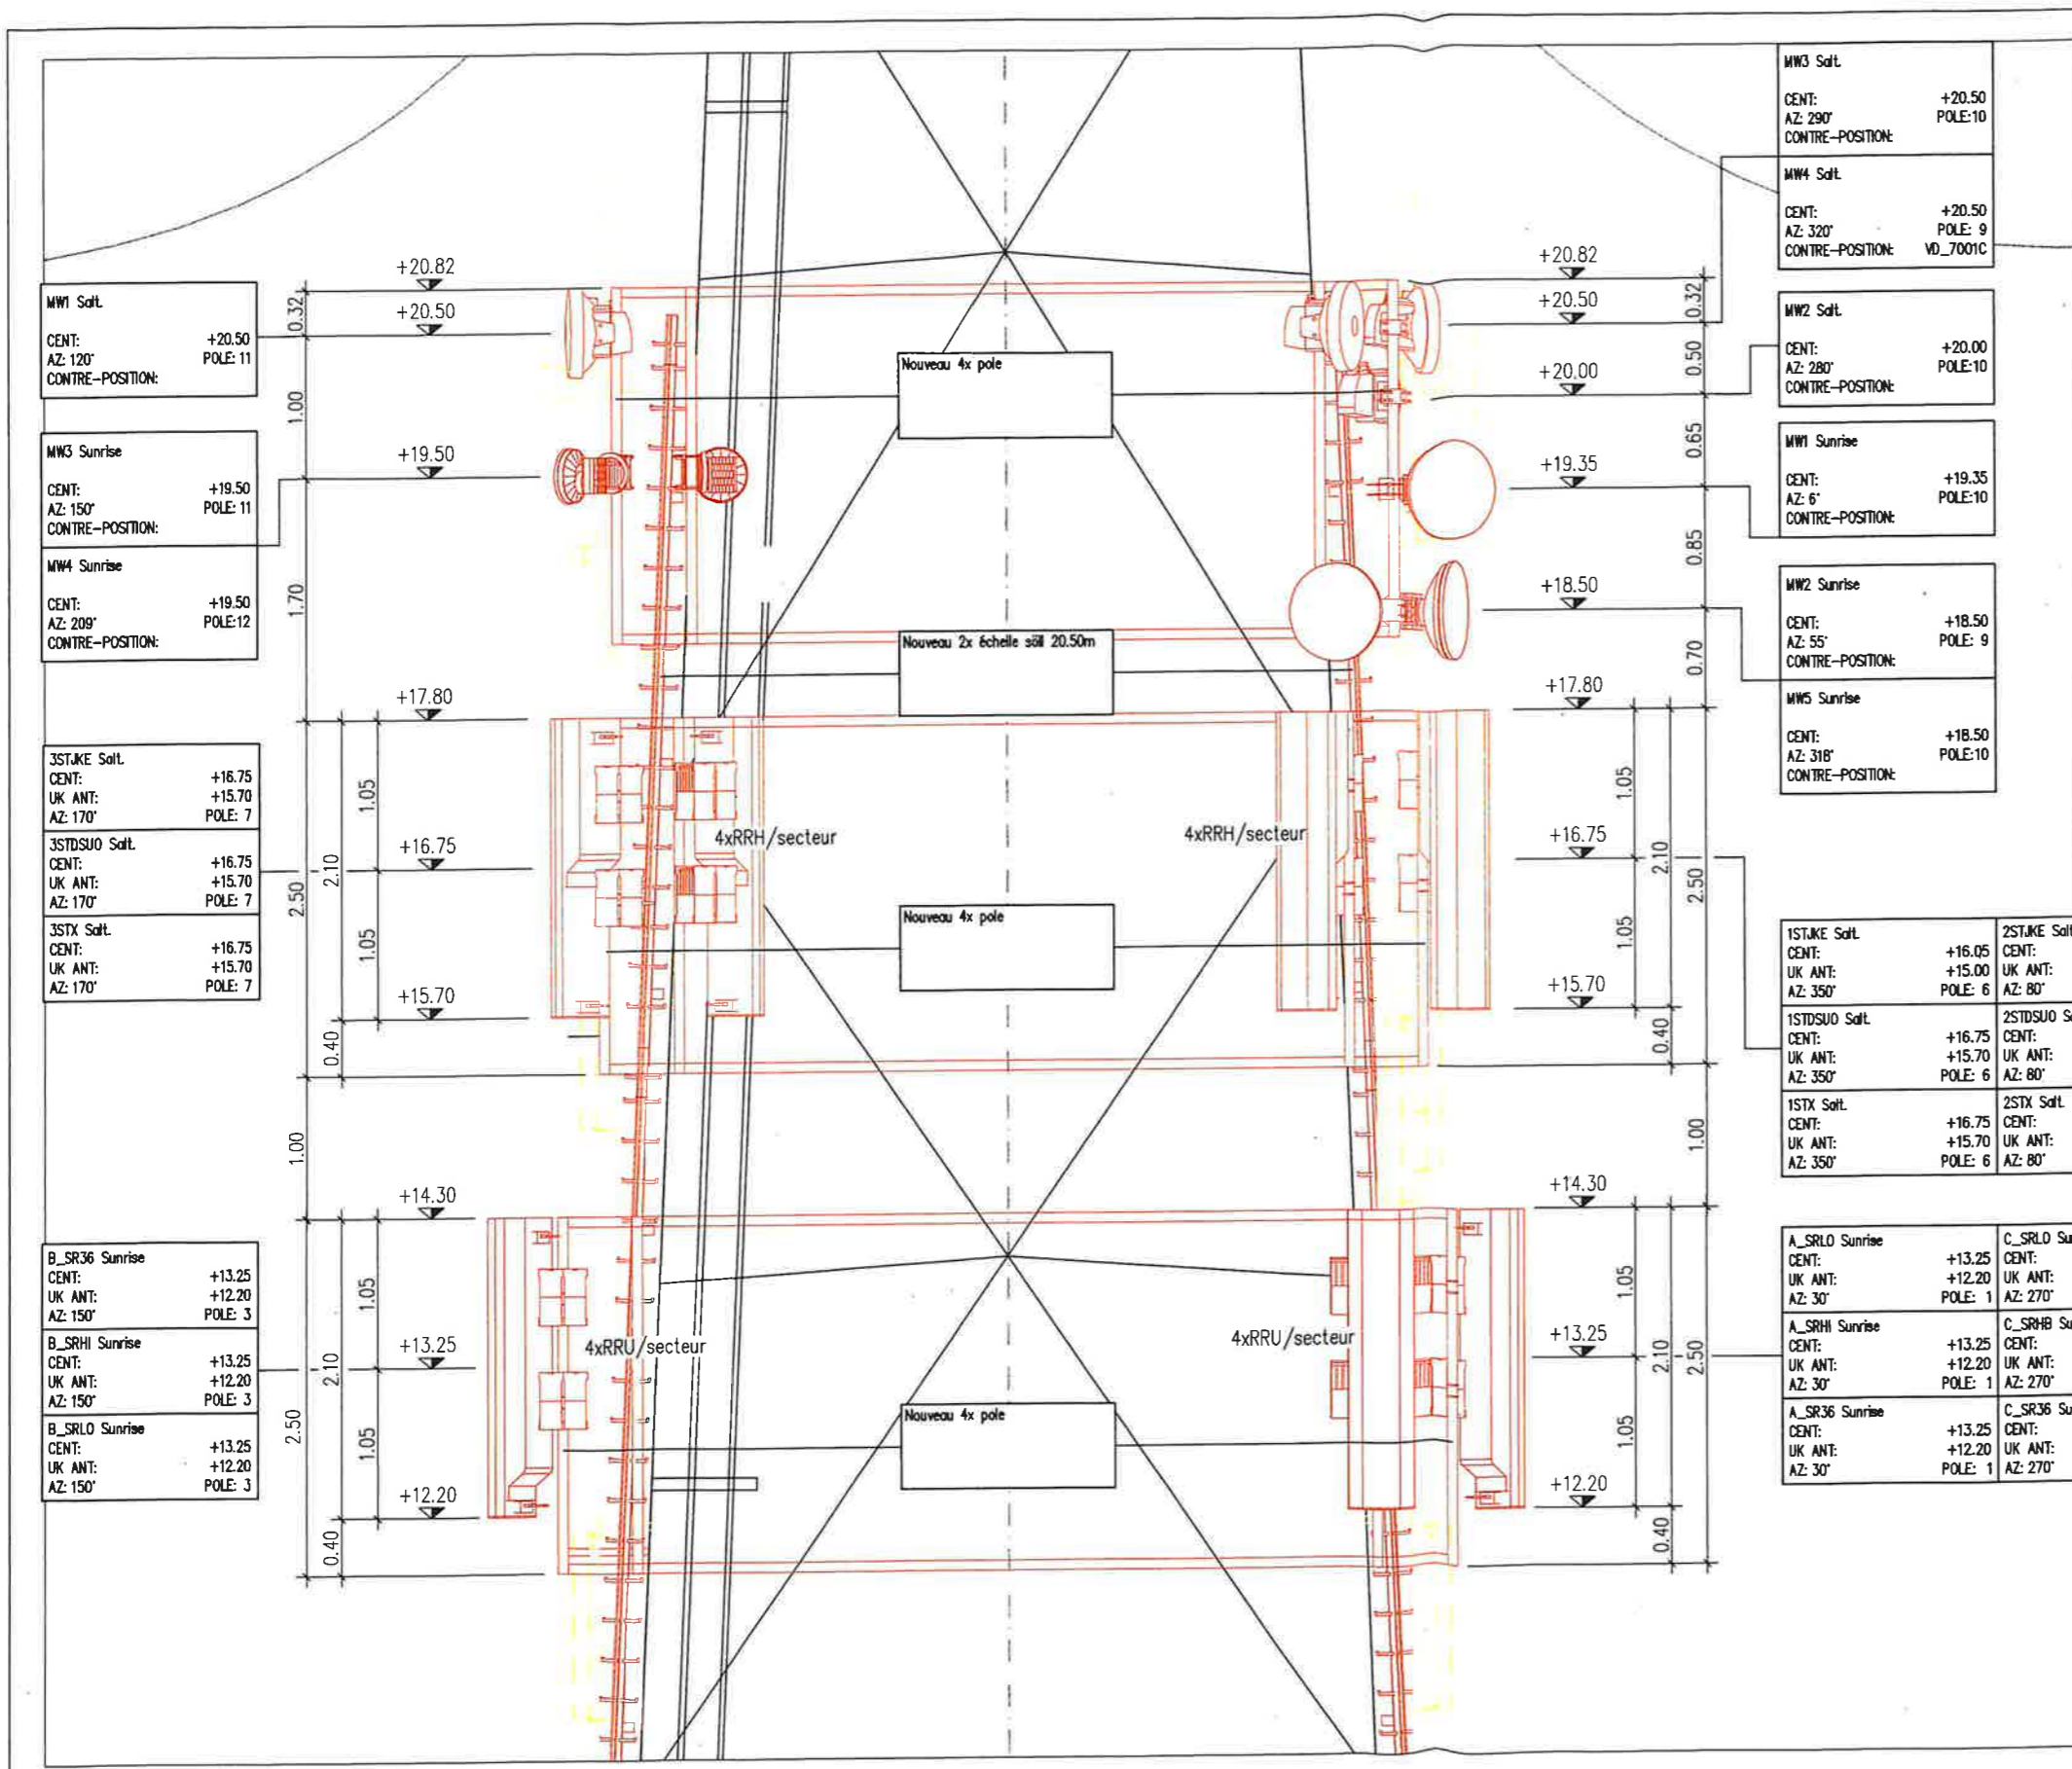 MW1 Salt.
CENT: +20.50
AZ: 120° POLE: 11
CONTRE-POSITION:
MW3 Sunrise
CENT: +19.50
AZ: 150° POLE: 11
CONTRE-POSITION:
MW4 Sunrise
CENT: +19.50
AZ: 209° POLE:12
CONTRE-POSITION:
3STJKE Salt.
CENT: +16.75
UK ANT: +15.70
AZ: 170° POLE: 7
3STDSUO Salt.
CENT: +16.75
UK ANT: +15.70
AZ: 170° POLE: 7
3STX Salt.
CENT: +16.75
UK ANT: +15.70
AZ: 170° POLE: 7
B_SR36 Sunrise
CENT: +13.25
UK ANT: +12.20
AZ: 150° POLE: 3
B_SRHI Sunrise
CENT: +13.25
UK ANT: +12.20
AZ: 150° POLE: 3
B_SRLO Sunrise
CENT: +13.25
UK ANT: +12.20
AZ: 150° POLE: 3
0.32
1.00
1.70
2.50
1.00
2.50
2.10
0.40
2.10
0.40
1.05
1.05
1.05
1.05
+20.82
+20.50
+19.50
+17.80
+16.75
+15.70
+14.30
+13.25
+12.20
Nouveau 4x pole
Nouveau 2x échelle söll 20.50m
4xRRH/secteur
4xRRH/secteur
Nouveau 4x pole
4xRRU/secteur
4xRRU/secteur
Nouveau 4x pole
+20.82
+20.50
+20.00
+19.35
+18.50
+17.80
+16.75
+15.70
+14.30
+13.25
+12.20
0.32
0.50
0.65
0.85
0.70
2.50
1.00
2.50
2.10
0.40
2.10
0.40
1.05
1.05
1.05
1.05
MW3 Salt.
CENT: +20.50
AZ: 290° POLE:10
CONTRE-POSITION:
MW4 Salt.
CENT: +20.50
AZ: 320° POLE: 9
CONTRE-POSITION: VD_7001C
MW2 Salt.
CENT: +20.00
AZ: 280° POLE:10
CONTRE-POSITION:
MW1 Sunrise
CENT: +19.35
AZ: 6° POLE:10
CONTRE-POSITION:
MW2 Sunrise
CENT: +18.50
AZ: 55° POLE: 9
CONTRE-POSITION:
MW5 Sunrise
CENT: +18.50
AZ: 318° POLE:10
CONTRE-POSITION:
1STJKE Salt. 2STJKE Salt
CENT: +16.05 CENT:
UK ANT: +15.00 UK ANT:
AZ: 350° POLE: 6 AZ: 80°
1STDSUO Salt. 2STDSUO Sa
CENT: +16.75 CENT:
UK ANT: +15.70 UK ANT:
AZ: 350° POLE: 6 AZ: 80°
1STX Salt. 2STX Salt.
CENT: +16.75 CENT:
UK ANT: +15.70 UK ANT:
AZ: 350° POLE: 6 AZ: 80°
A_SRLO Sunrise C_SRLO Su
CENT: +13.25 CENT:
UK ANT: +12.20 UK ANT:
AZ: 30° POLE: 1 AZ: 270°
A_SRHI Sunrise C_SRHB Su
CENT: +13.25 CENT:
UK ANT: +12.20 UK ANT:
AZ: 30° POLE: 1 AZ: 270°
A_SR36 Sunrise C_SR36 Su
CENT: +13.25 CENT:
UK ANT: +12.20 UK ANT:
AZ: 30° POLE: 1 AZ: 270°